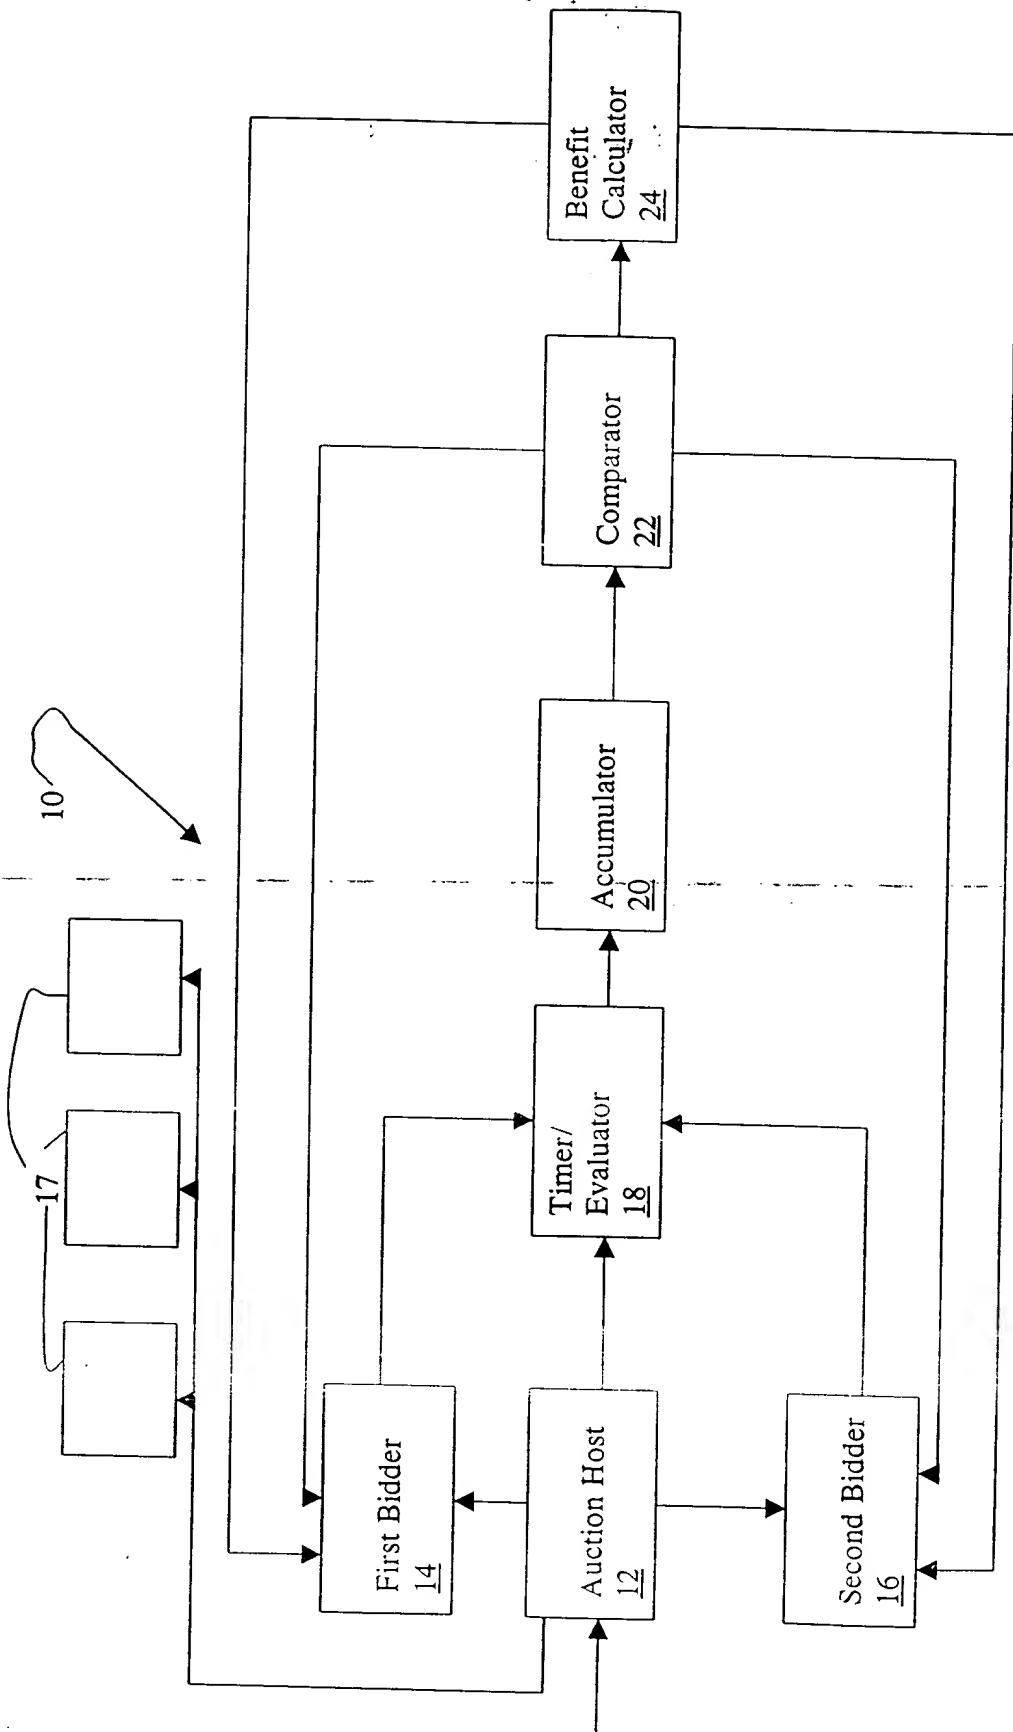 10
17
First Bidder
14
Auction Host
12
Second Bidder
16
Timer/
Evaluator
18
Accumulator
20
Comparator
22
Benefit
Calculator
24